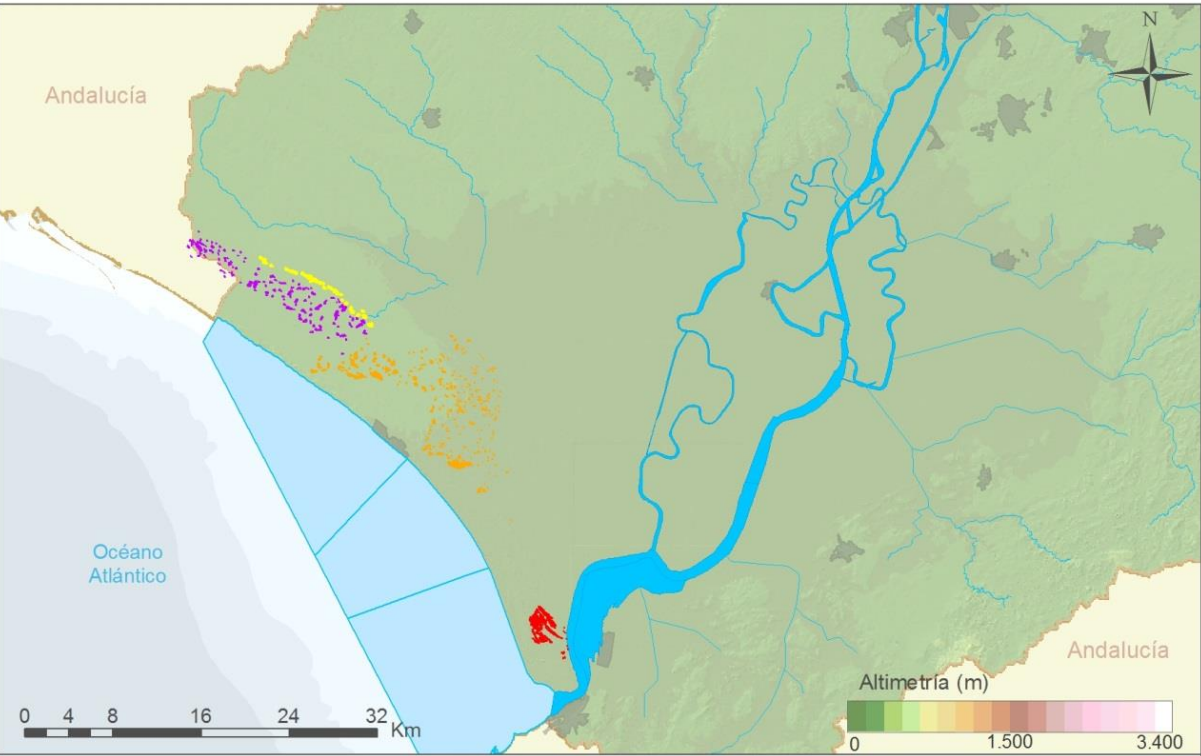 N
Andalucía
Océano
Atlántico
Andalucía
Altimetría (m)
0 4 8 16 24 32 Km
0 1.500 3.400